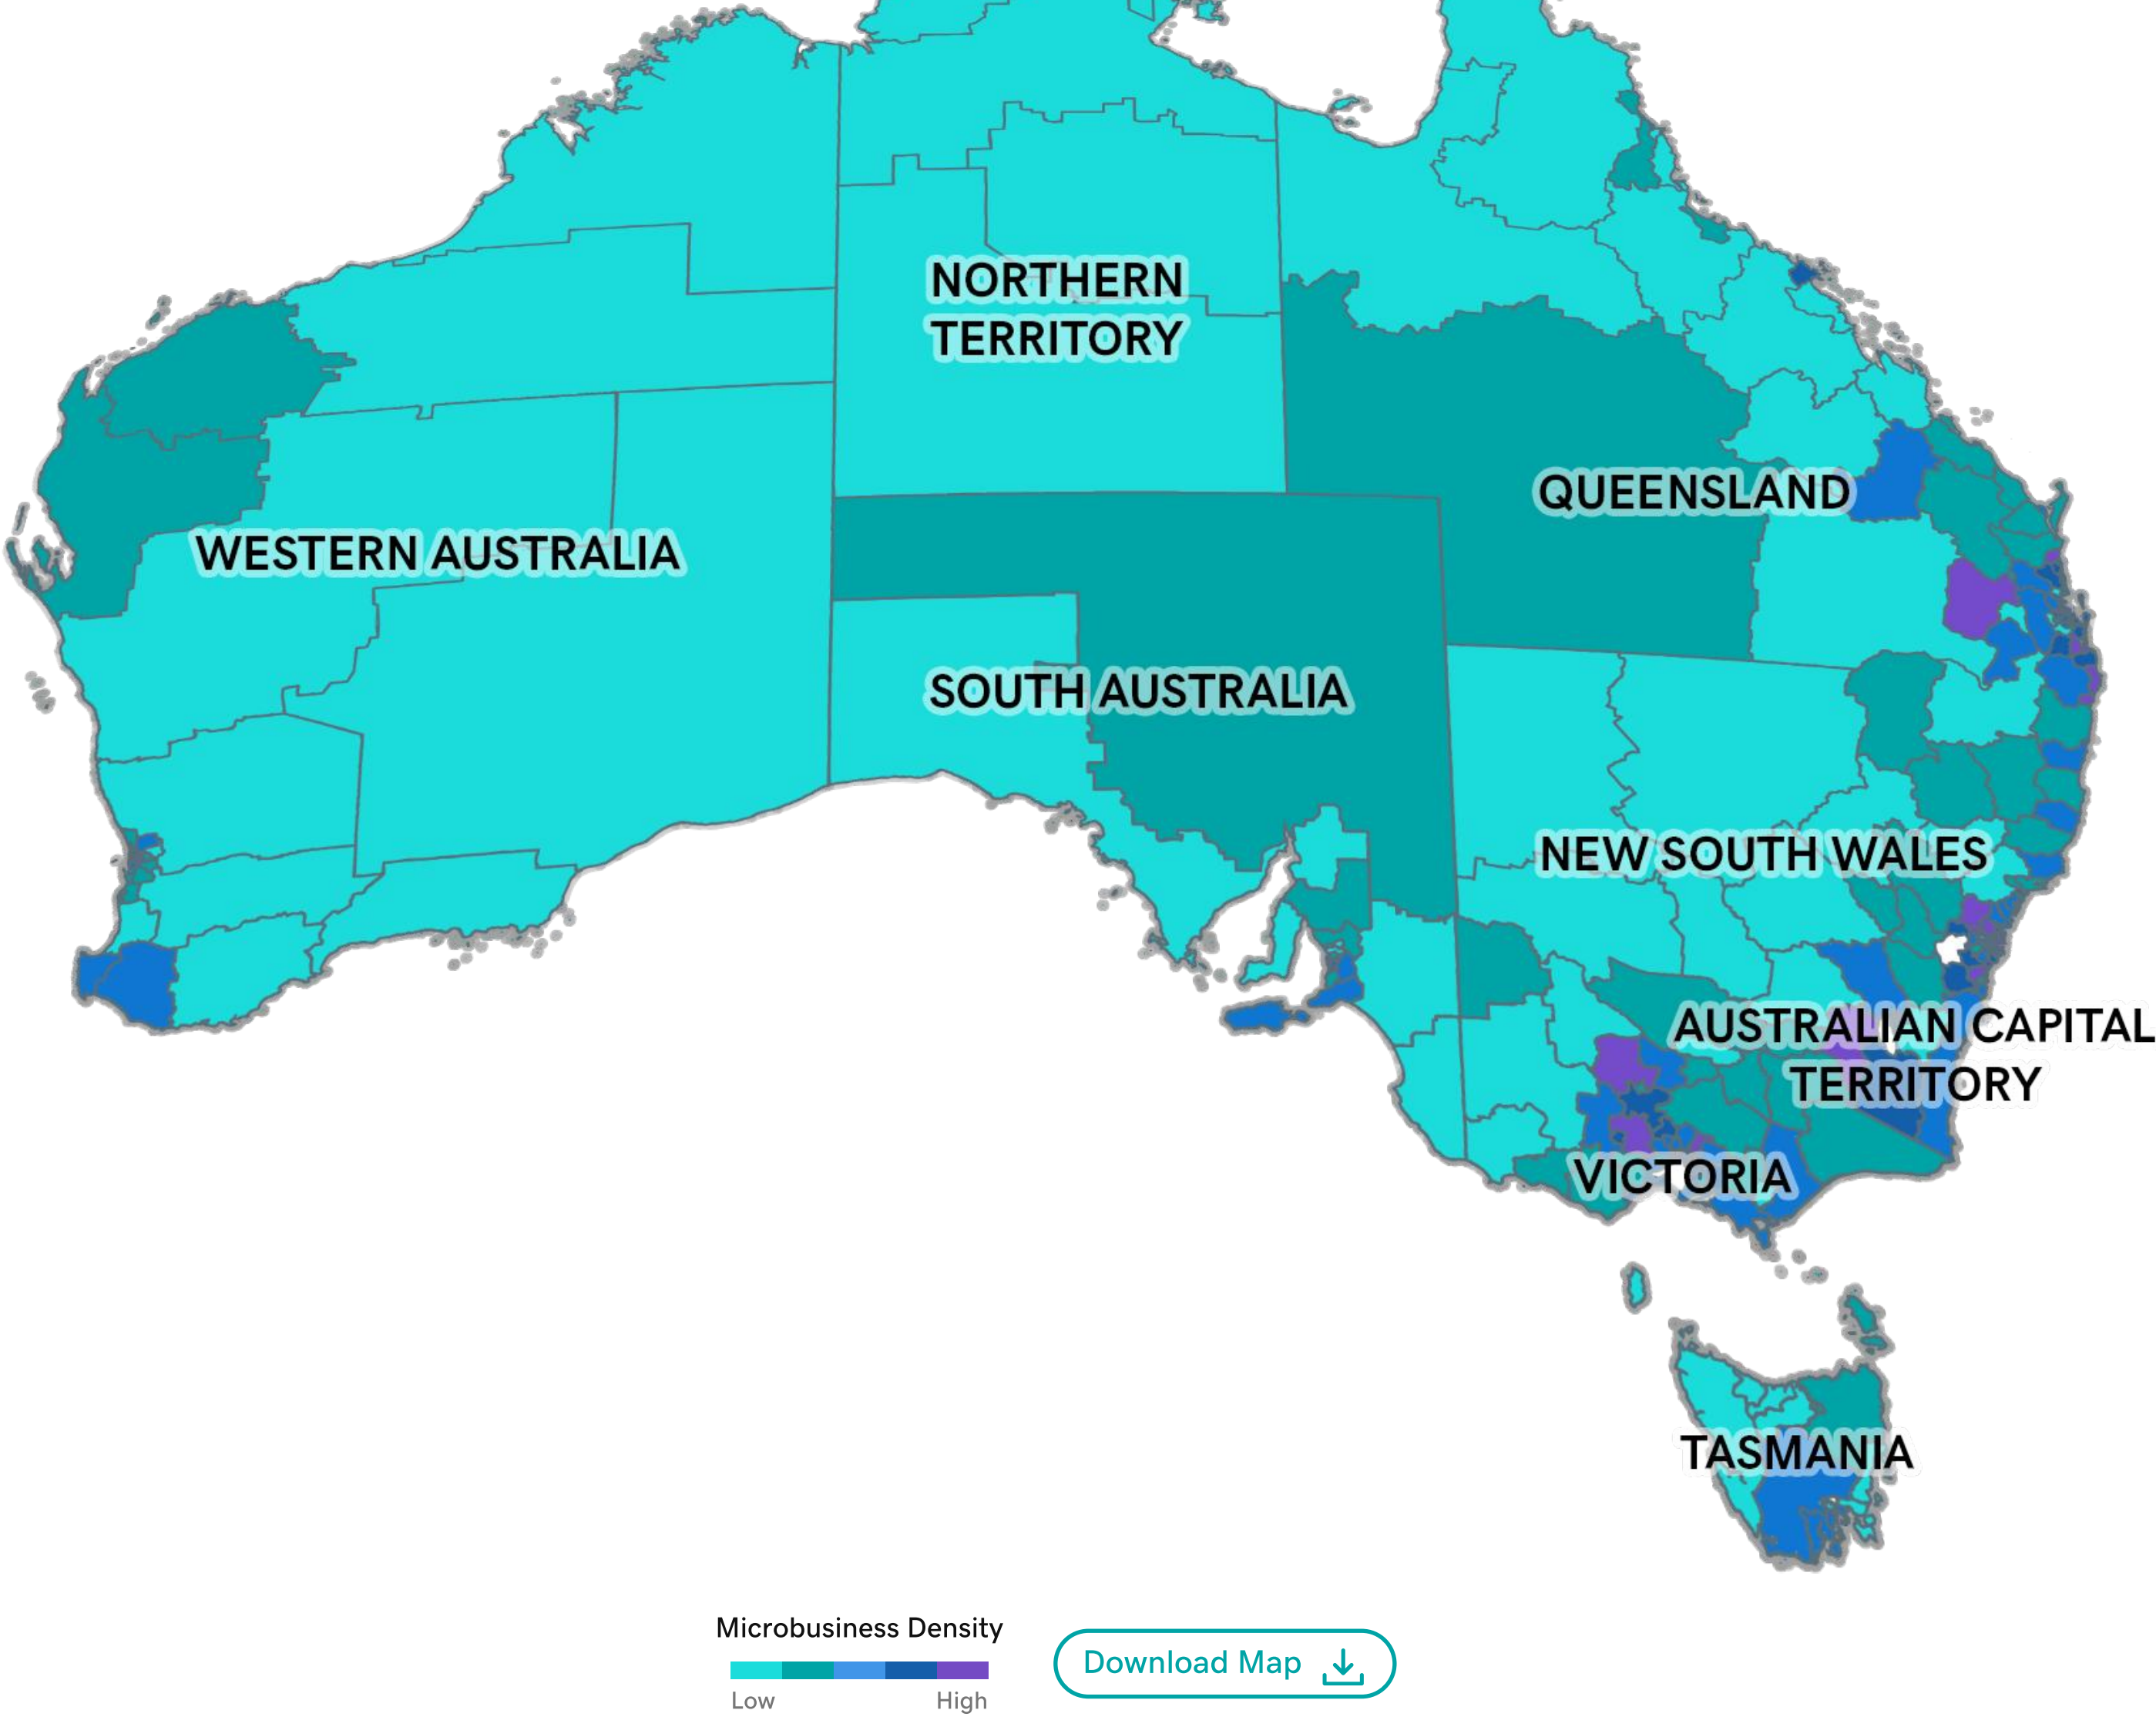 NORTHERN
TERRITORY
QUEENSLAND
WESTERN AUSTRALIA
SOUTH AUSTRALIA
NEW SOUTH WALES
AUSTRALIAN CAPITAL
TERRITORY
VICTORIA
TASMANIA
Microbusiness Density
Low High
Download Map